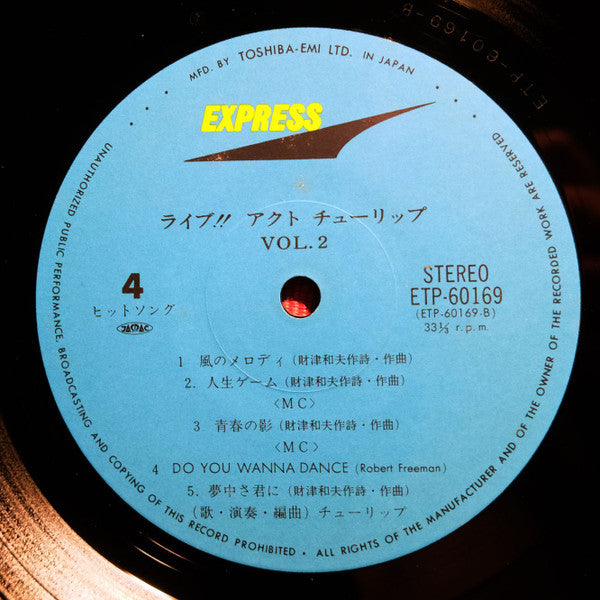 MFD. BY TOSHIBA-EMI LTD. IN JAPAN
EXPRESS
ライブ!! アクト チューリップ
VOL. 2
4
ヒットソング
STEREO
ETP-60169
(ETP-60169-B)
33⅓ r.p.m.
1 風のメロディ(財津和夫作詩・作曲)
2. 人生ゲーム(財津和夫作詩・作曲)
〈MC〉
3 青春の影(財津和夫作詩・作曲)
〈MC〉
4 DO YOU WANNA DANCE (Robert Freeman)
5. 夢中さ君に(財津和夫作詩・作曲)
(歌・演奏・編曲)チューリップ
UNAUTHORIZED PUBLIC PERFORMANCE, BROADCASTING AND COPYING OF THIS RECORD PROHIBITED • ALL RIGHTS OF THE MANUFACTURER AND OF THE OWNER OF THE RECORDED WORK ARE RESERVED
ETP-60169-B